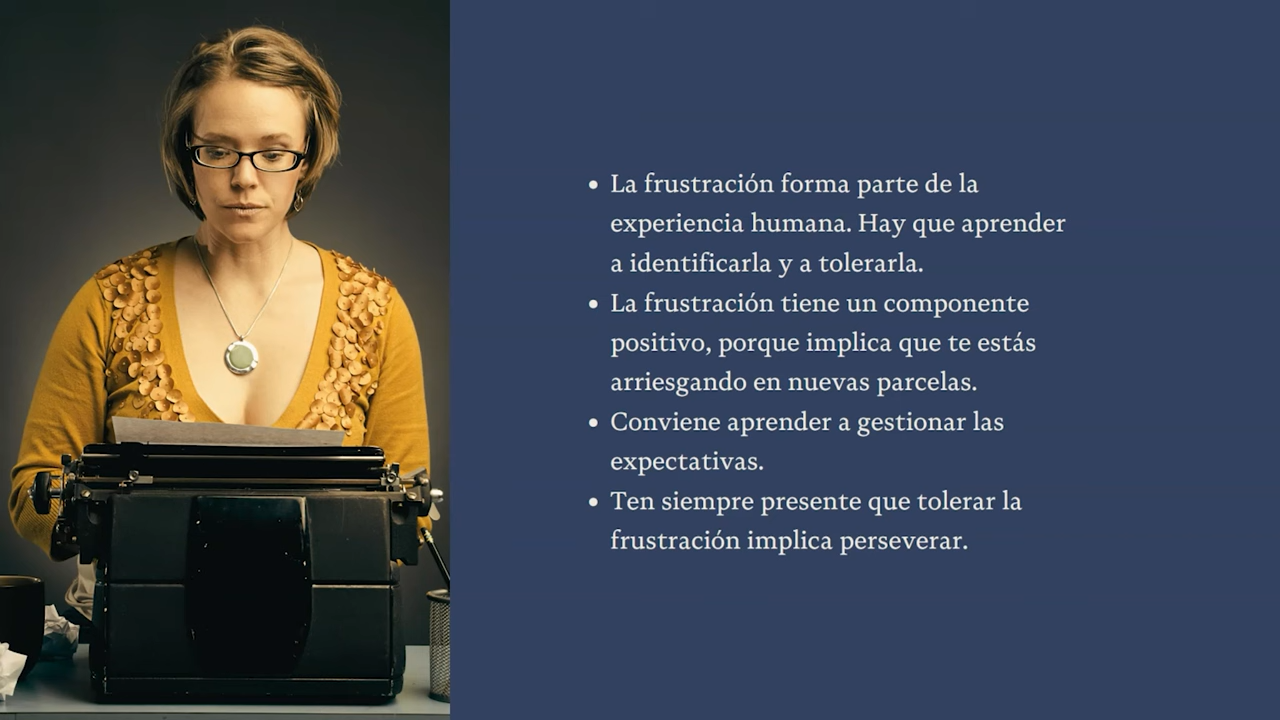 • La frustración forma parte de la
experiencia humana. Hay que aprender
a identificarla y a tolerarla.
• La frustración tiene un componente
positivo, porque implica que te estás
arriesgando en nuevas parcelas.
• Conviene aprender a gestionar las
expectativas.
• Ten siempre presente que tolerar la
frustración implica perseverar.